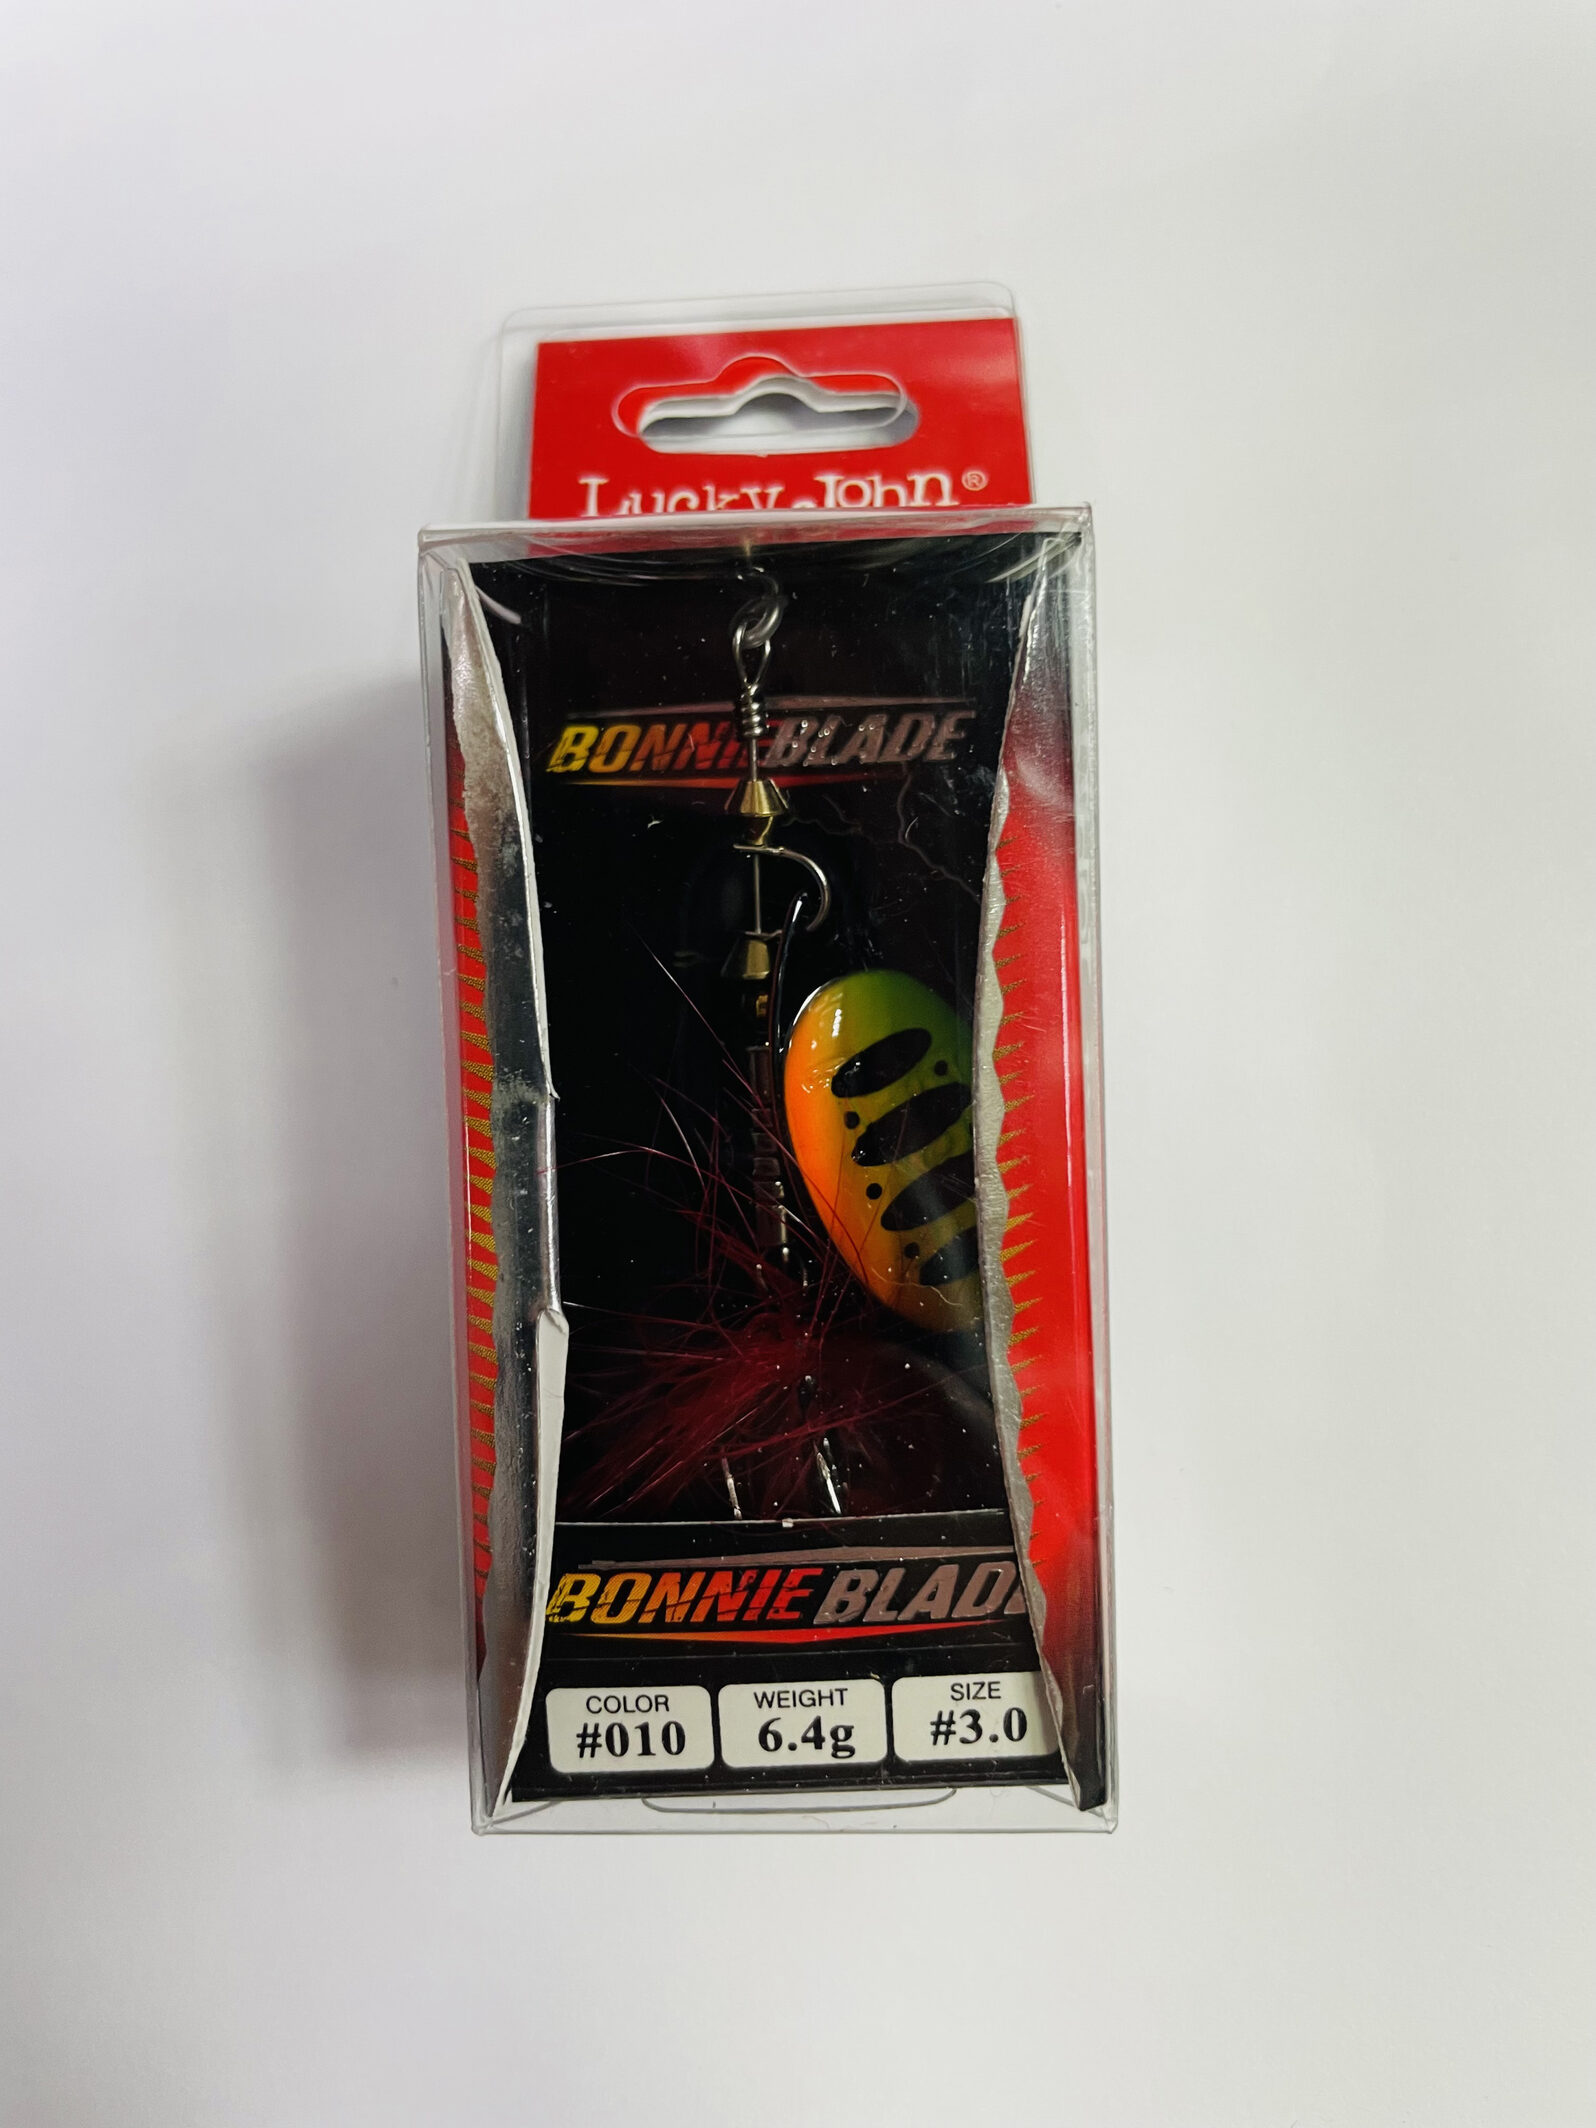 Lucky John®
BONNIE BLADE
BONNIE BLADE
COLOR WEIGHT SIZE
#010 6.4g #3.0